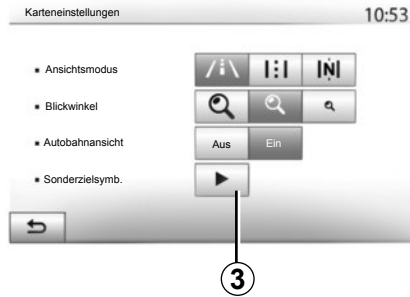 Karteneinstellungen 10:53
Ansichtsmodus N
Blickwinkel
Autobahnansicht Aus Ein
Sonderzielsymb.
3